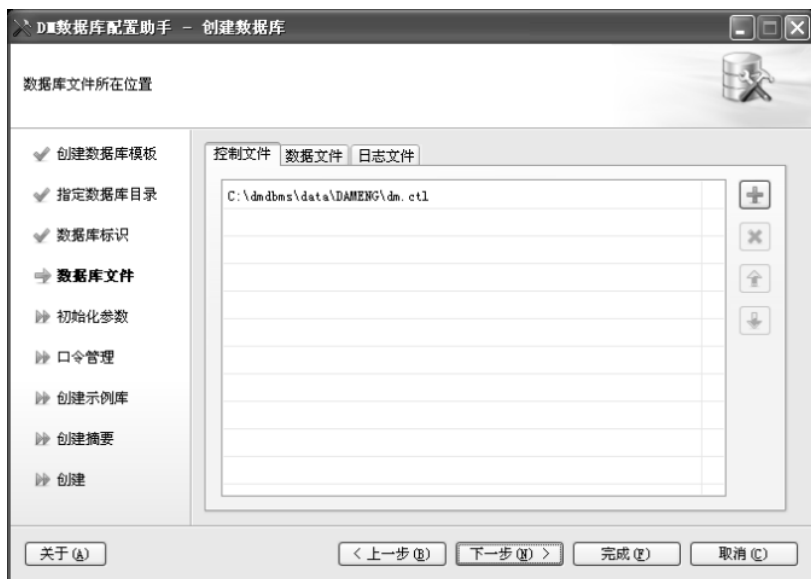 DM数据库配置助手 - 创建数据库
数据库文件所在位置
创建数据库模板
指定数据库目录
数据库标识
数据库文件
初始化参数
口令管理
创建示例库
创建摘要
创建
控制文件 数据文件 日志文件
C:\dmdbms\data\DAMENG\dm.ctl
关于(A) <上一步(B) 下一步(N)> 完成(F) 取消(C)